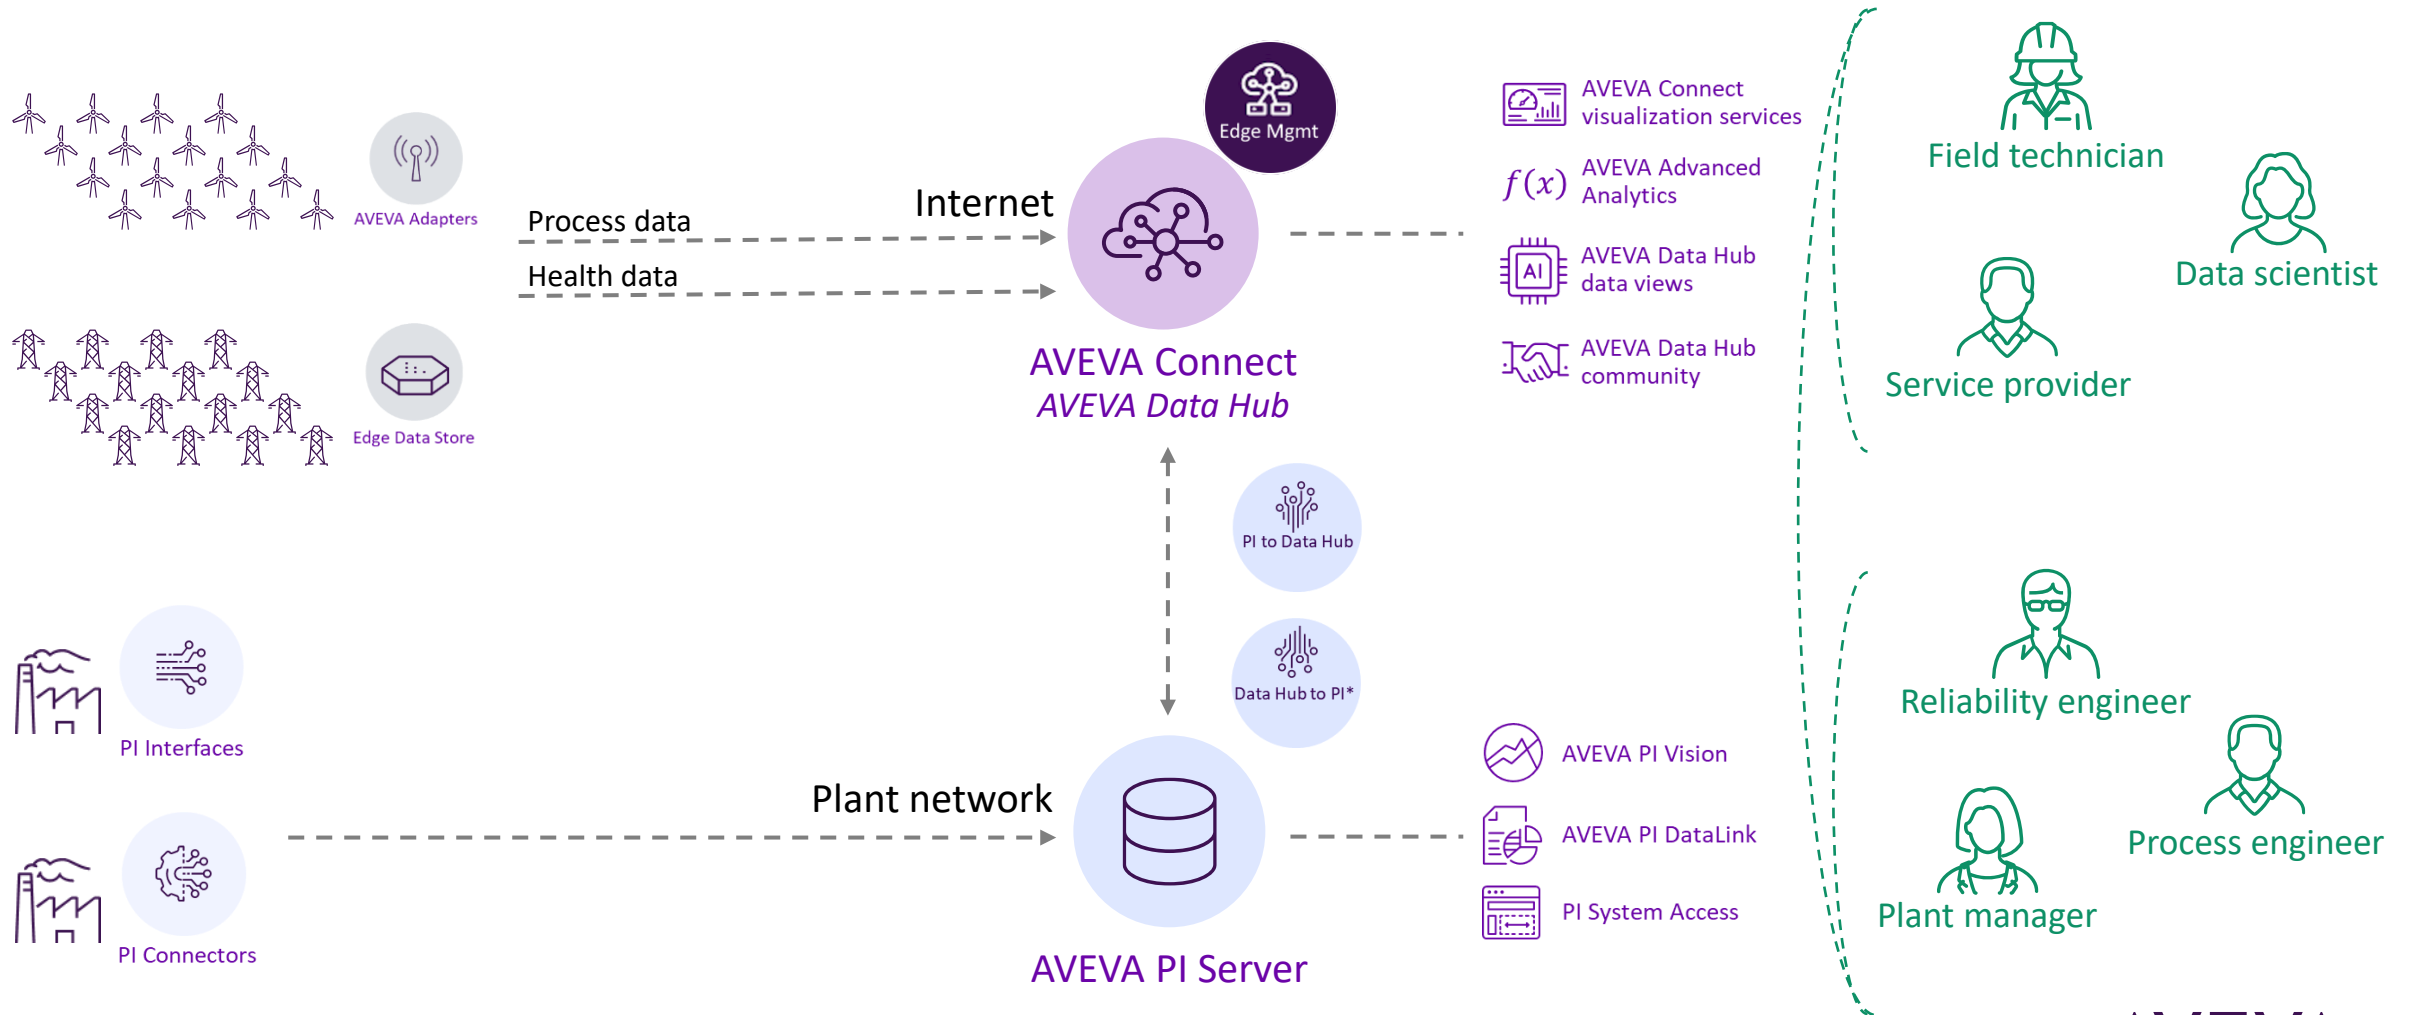 Edge Mgmt
AVEVA Adapters
Process data
Health data
Internet
Edge Data Store
AVEVA Connect
AVEVA Data Hub
AVEVA Connect
visualization services
f(x)
AVEVA Advanced
Analytics
AI
AVEVA Data Hub
data views
AVEVA Data Hub
community
Field technician
Data scientist
Service provider
PI to Data Hub
Data Hub to PI*
PI Interfaces
PI Connectors
Plant network
AVEVA PI Server
AVEVA PI Vision
AVEVA PI DataLink
PI System Access
Reliability engineer
Process engineer
Plant manager